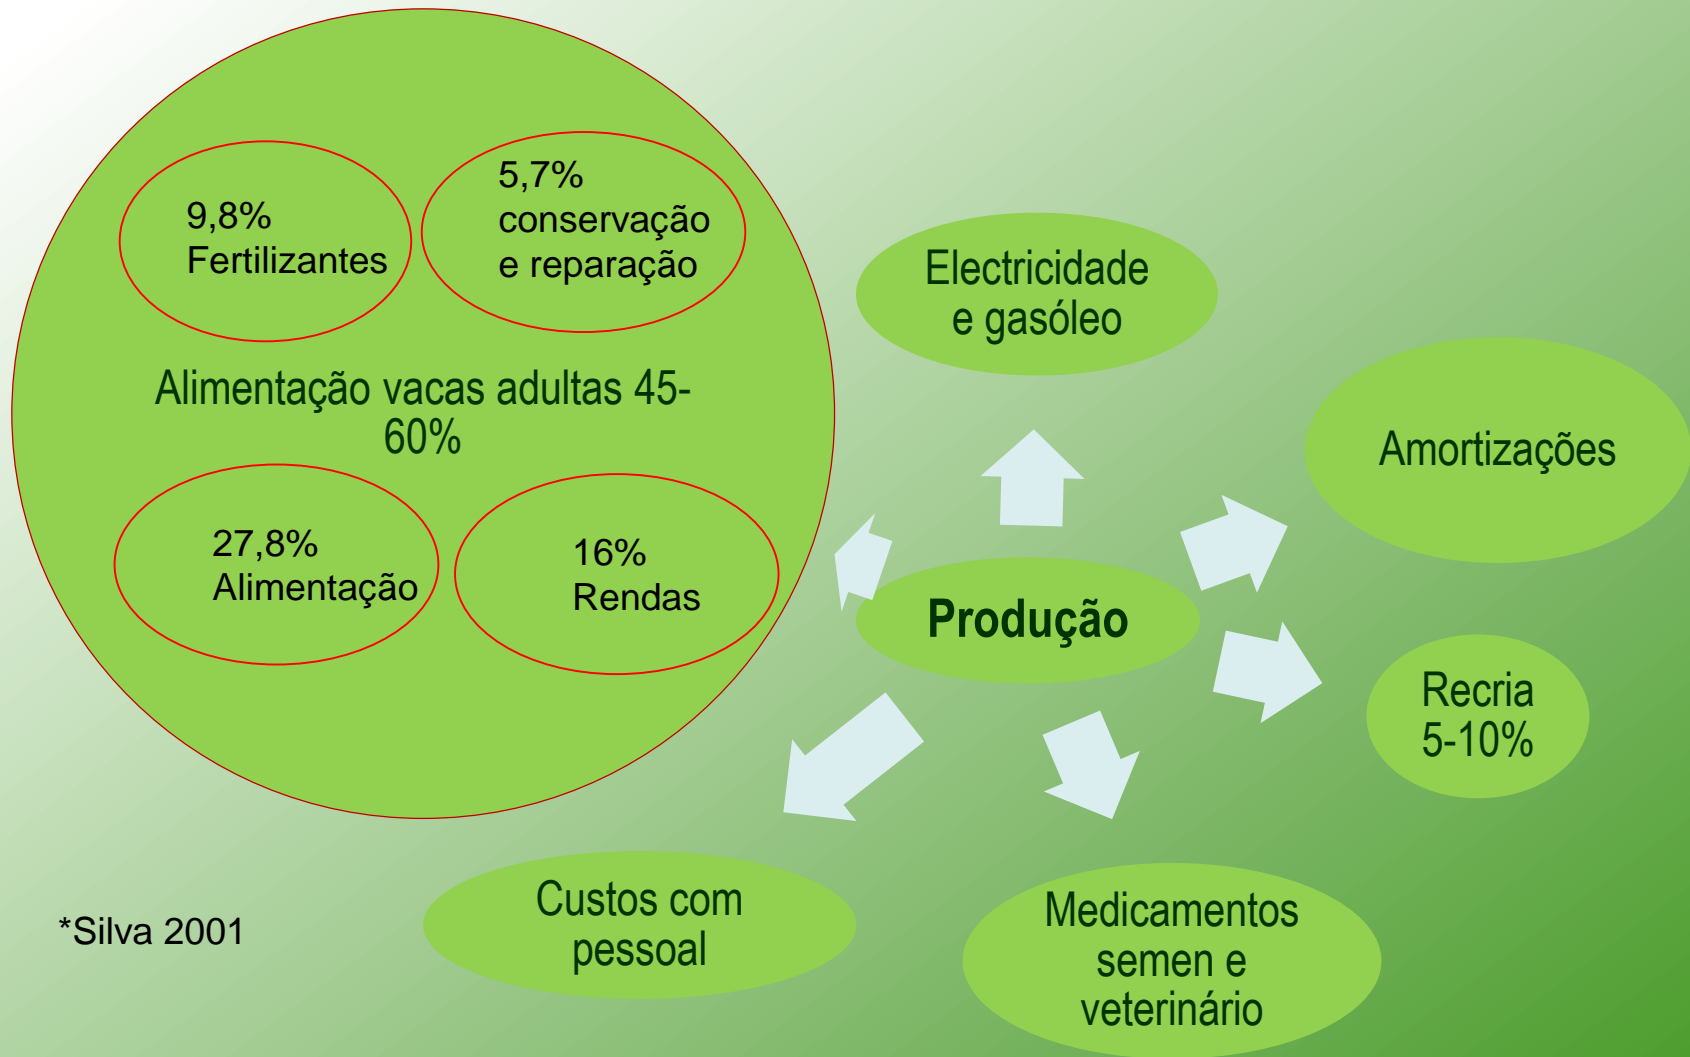 9,8%
Fertilizantes
5,7%
conservação
e reparação
Alimentação vacas adultas 45-
60%
27,8%
Alimentação
16%
Rendas
Electricidade
e gasóleo
Amortizações
Produção
Recria
5-10%
Custos com
pessoal
Medicamentos
semen e
veterinário
*Silva 2001